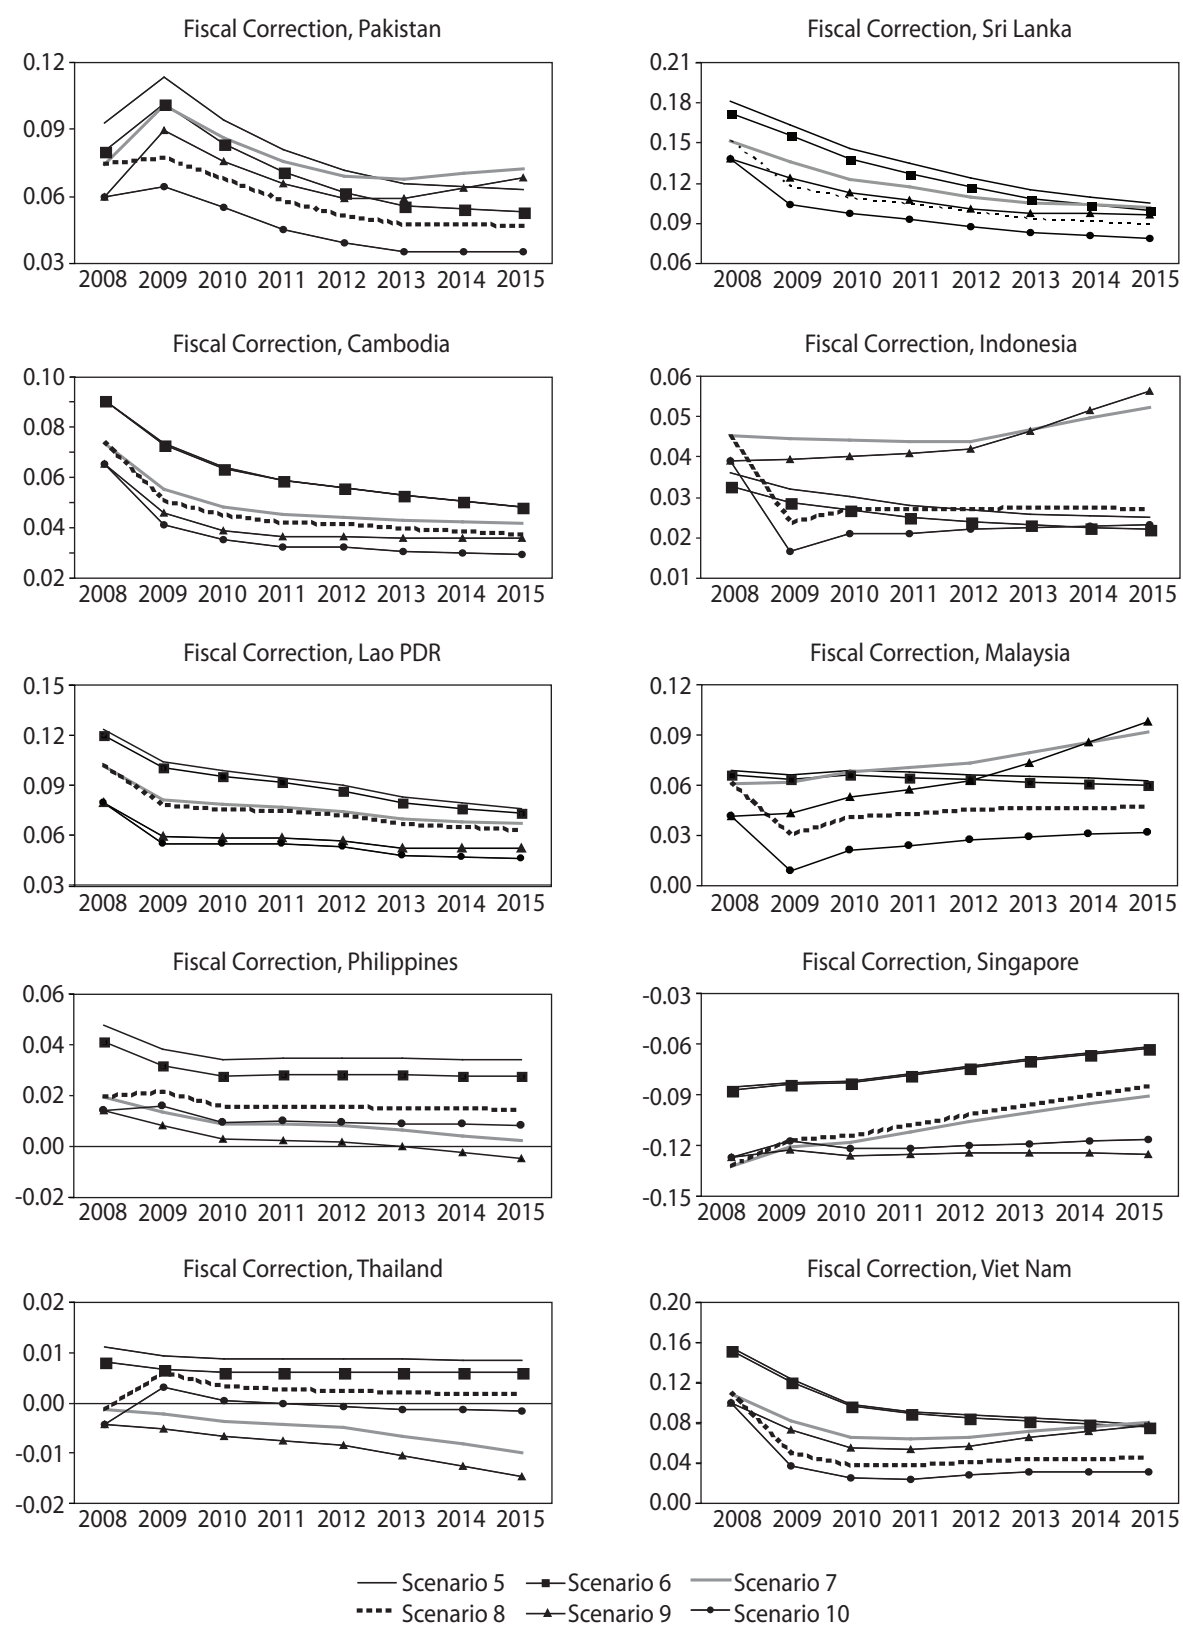 Fiscal Correction, Pakistan
0.12
0.09
0.06
0.03
2008 2009 2010 2011 2012 2013 2014 2015
Fiscal Correction, Sri Lanka
0.21
0.18
0.15
0.12
0.09
0.06
2008 2009 2010 2011 2012 2013 2014 2015
Fiscal Correction, Cambodia
0.10
0.08
0.06
0.04
0.02
2008 2009 2010 2011 2012 2013 2014 2015
Fiscal Correction, Indonesia
0.06
0.05
0.04
0.03
0.02
0.01
2008 2009 2010 2011 2012 2013 2014 2015
Fiscal Correction, Lao PDR
0.15
0.12
0.09
0.06
0.03
2008 2009 2010 2011 2012 2013 2014 2015
Fiscal Correction, Malaysia
0.12
0.09
0.06
0.03
0.00
2008 2009 2010 2011 2012 2013 2014 2015
Fiscal Correction, Philippines
0.06
0.04
0.02
0.00
-0.02
2008 2009 2010 2011 2012 2013 2014 2015
Fiscal Correction, Singapore
-0.03
-0.06
-0.09
-0.12
-0.15
2008 2009 2010 2011 2012 2013 2014 2015
Fiscal Correction, Thailand
0.02
0.01
0.00
-0.01
-0.02
2008 2009 2010 2011 2012 2013 2014 2015
Fiscal Correction, Viet Nam
0.20
0.16
0.12
0.08
0.04
0.00
2008 2009 2010 2011 2012 2013 2014 2015
Scenario 5 Scenario 6 Scenario 7
Scenario 8 Scenario 9 Scenario 10